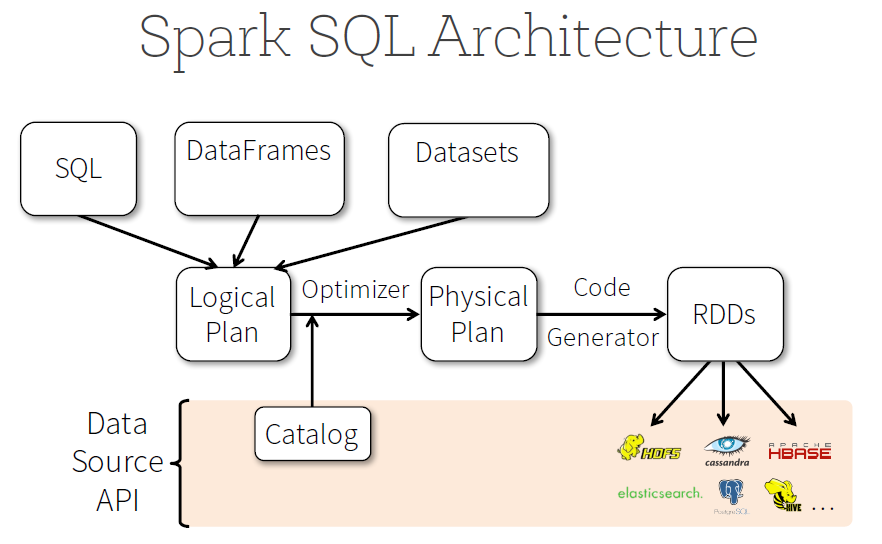 Spark SQL Architecture
SQL
DataFrames
Datasets
Logical
Plan
Optimizer
Physical
Plan
Code
Generator
RDDs
Data
Source
API
Catalog
HDFS
cassandra
APACHE
HBASE
elasticsearch.
PostgreSQL
HIVE
...